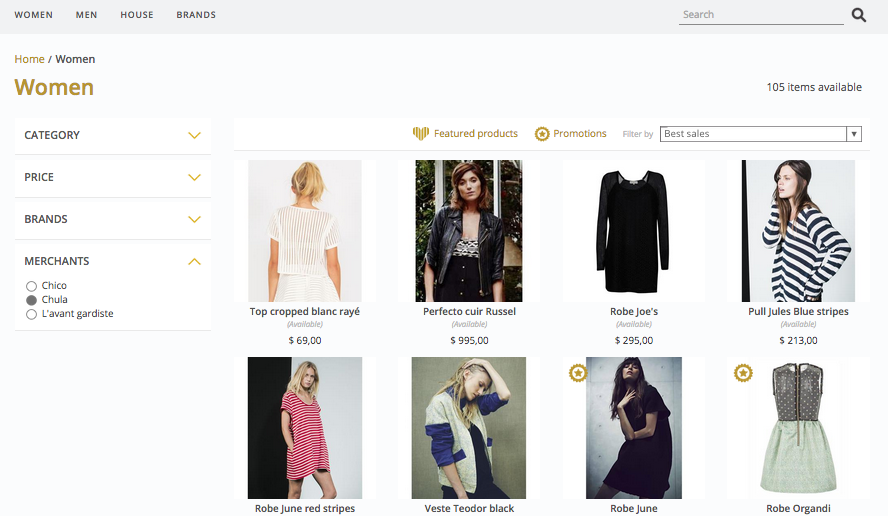 WOMEN MEN HOUSE BRANDS Search
Home / Women
Women
105 items available
CATEGORY
PRICE
BRANDS
MERCHANTS
Chico
Chula
L'avant gardiste
Featured products Promotions Filter by Best sales
Top cropped blanc rayé
(Available)
$ 69,00
Perfecto cuir Russel
(Available)
$ 995,00
Robe Joe's
(Available)
$ 295,00
Pull Jules Blue stripes
(Available)
$ 213,00
Robe June red stripes
Veste Teodor black
Robe June
Robe Organdi